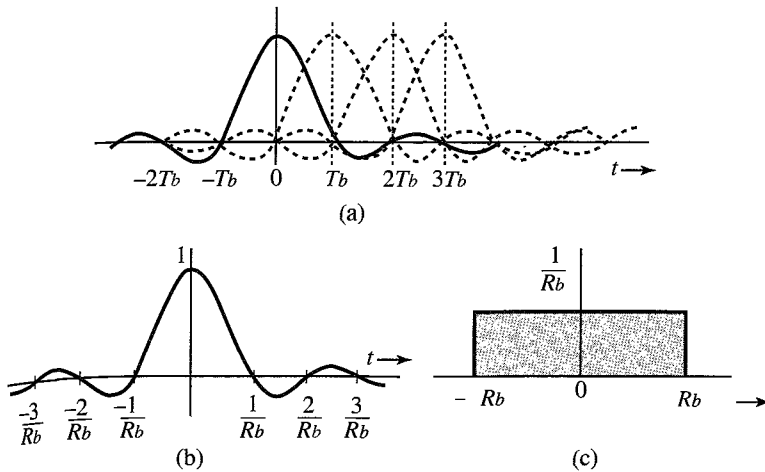 -2Tb -Tb 0 Tb 2Tb 3Tb t
(a)
1
t
-3/Rb -2/Rb -1/Rb 1/Rb 2/Rb 3/Rb
(b)
1/Rb
- Rb 0 Rb
(c)